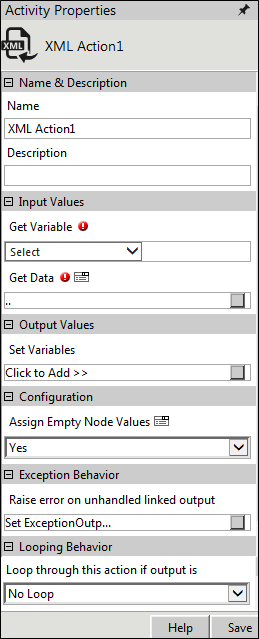 Activity Properties
XML
XML Action1
Name & Description
Name
XML Action1
Description
Input Values
Get Variable
Select
Get Data
..
Output Values
Set Variables
Click to Add >>
Configuration
Assign Empty Node Values
Yes
Exception Behavior
Raise error on unhandled linked output
Set ExceptionOutp...
Looping Behavior
Loop through this action if output is
No Loop
Help Save